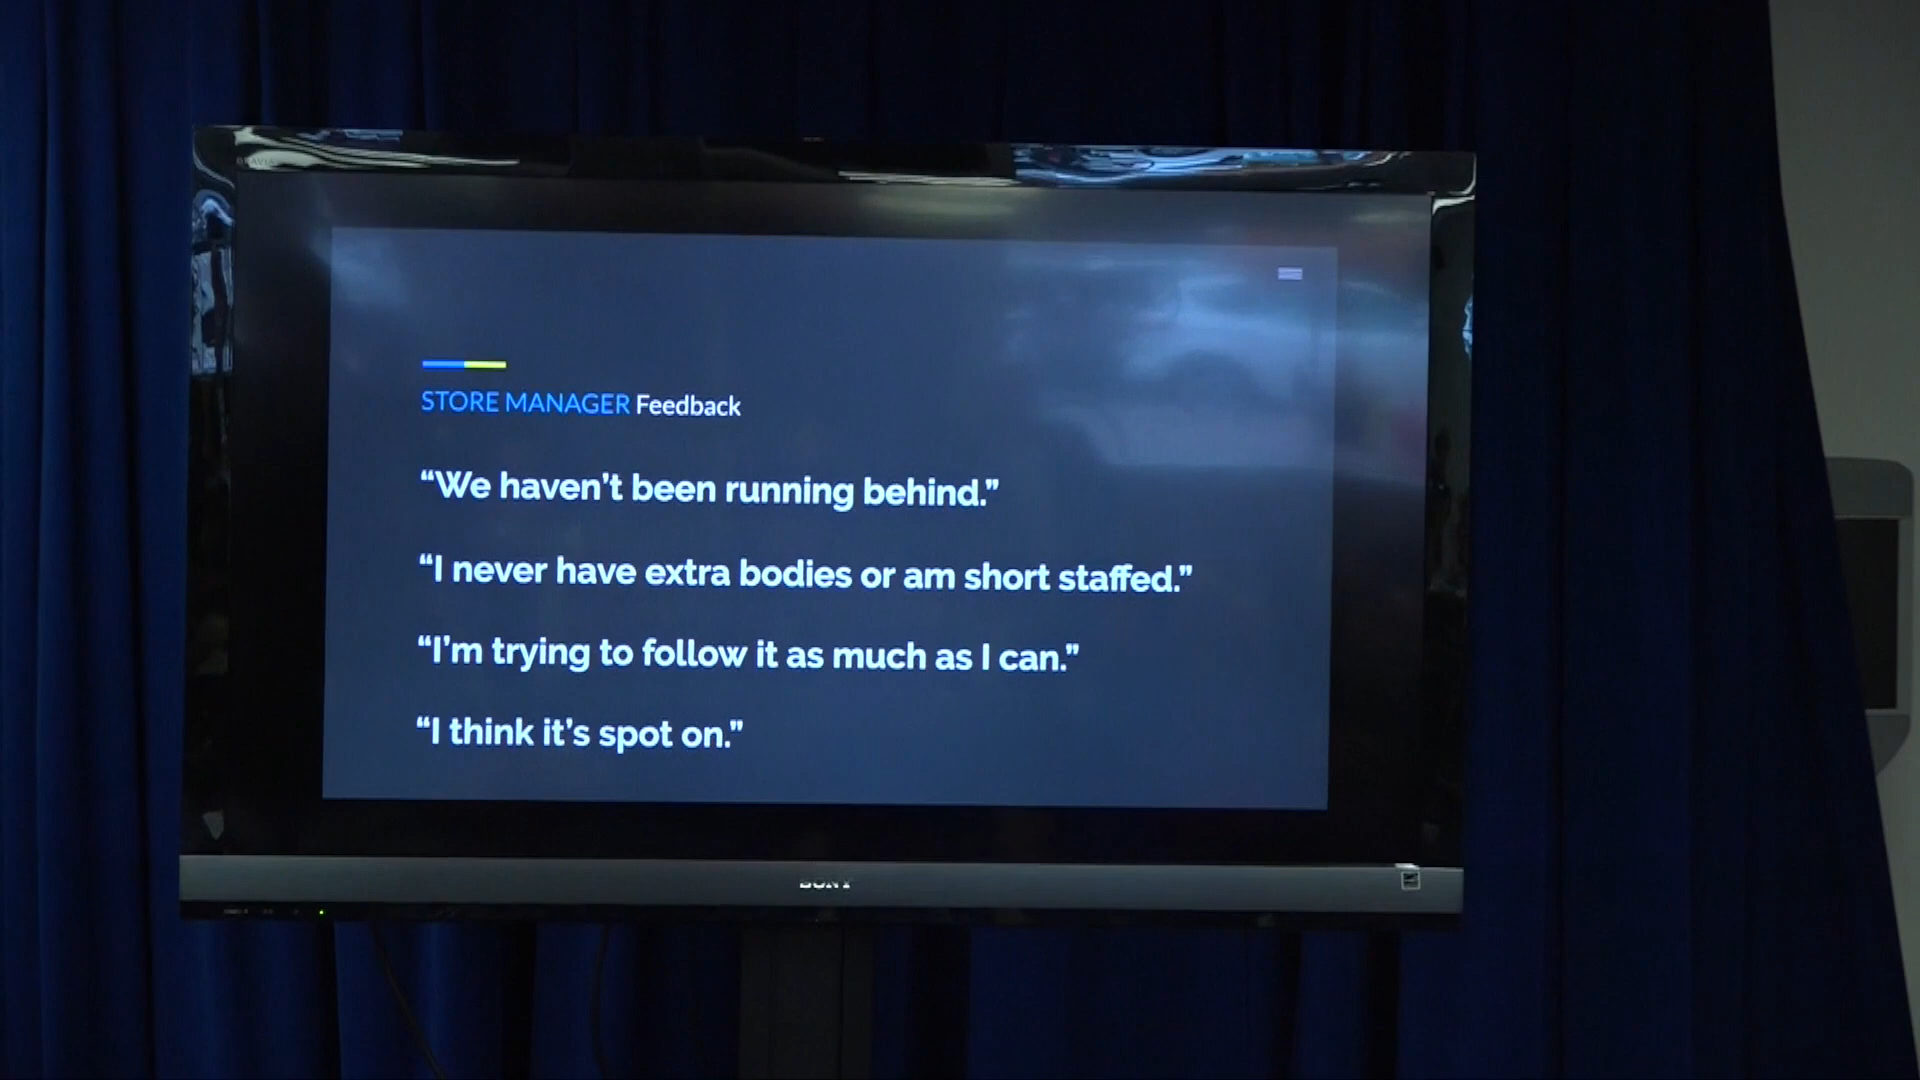 BRAVIA
STORE MANAGER Feedback
“We haven’t been running behind.”
“I never have extra bodies or am short staffed.”
“I’m trying to follow it as much as I can.”
“I think it’s spot on.”
SONY